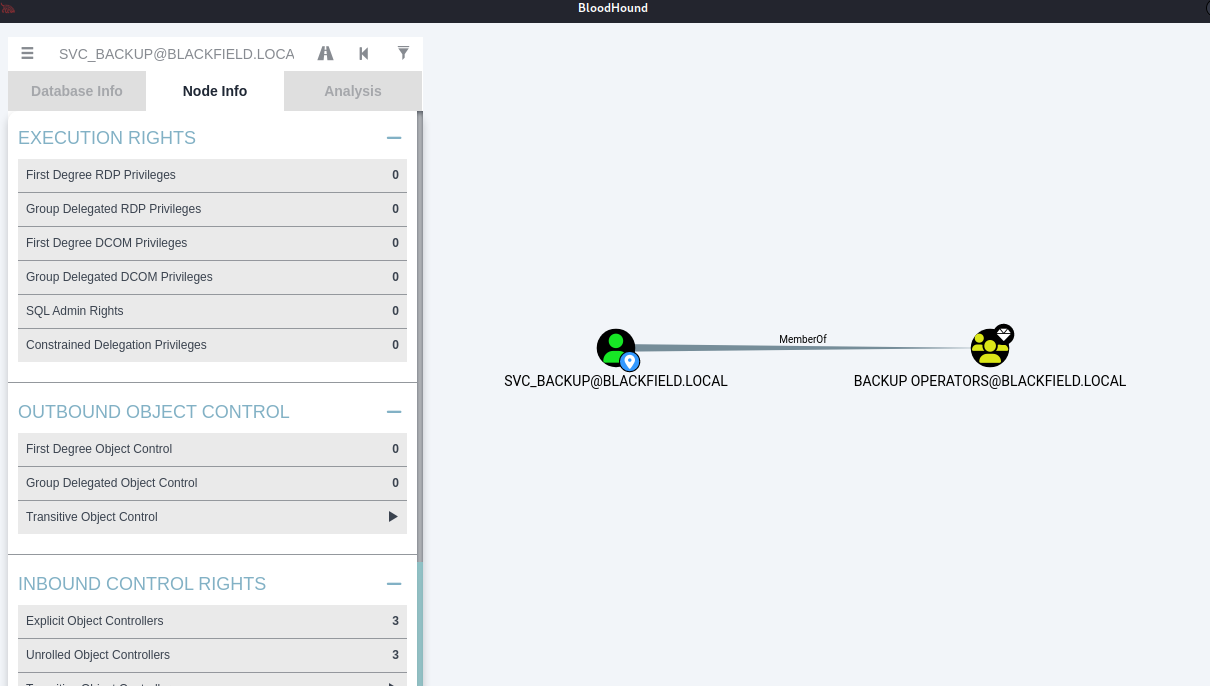 BloodHound
SVC_BACKUP@BLACKFIELD.LOCA
Database Info
Node Info
Analysis
EXECUTION RIGHTS
First Degree RDP Privileges 0
Group Delegated RDP Privileges 0
First Degree DCOM Privileges 0
Group Delegated DCOM Privileges 0
SQL Admin Rights 0
Constrained Delegation Privileges 0
OUTBOUND OBJECT CONTROL
First Degree Object Control 0
Group Delegated Object Control 0
Transitive Object Control
INBOUND CONTROL RIGHTS
Explicit Object Controllers 3
Unrolled Object Controllers 3
MemberOf
SVC_BACKUP@BLACKFIELD.LOCAL
BACKUP OPERATORS@BLACKFIELD.LOCAL